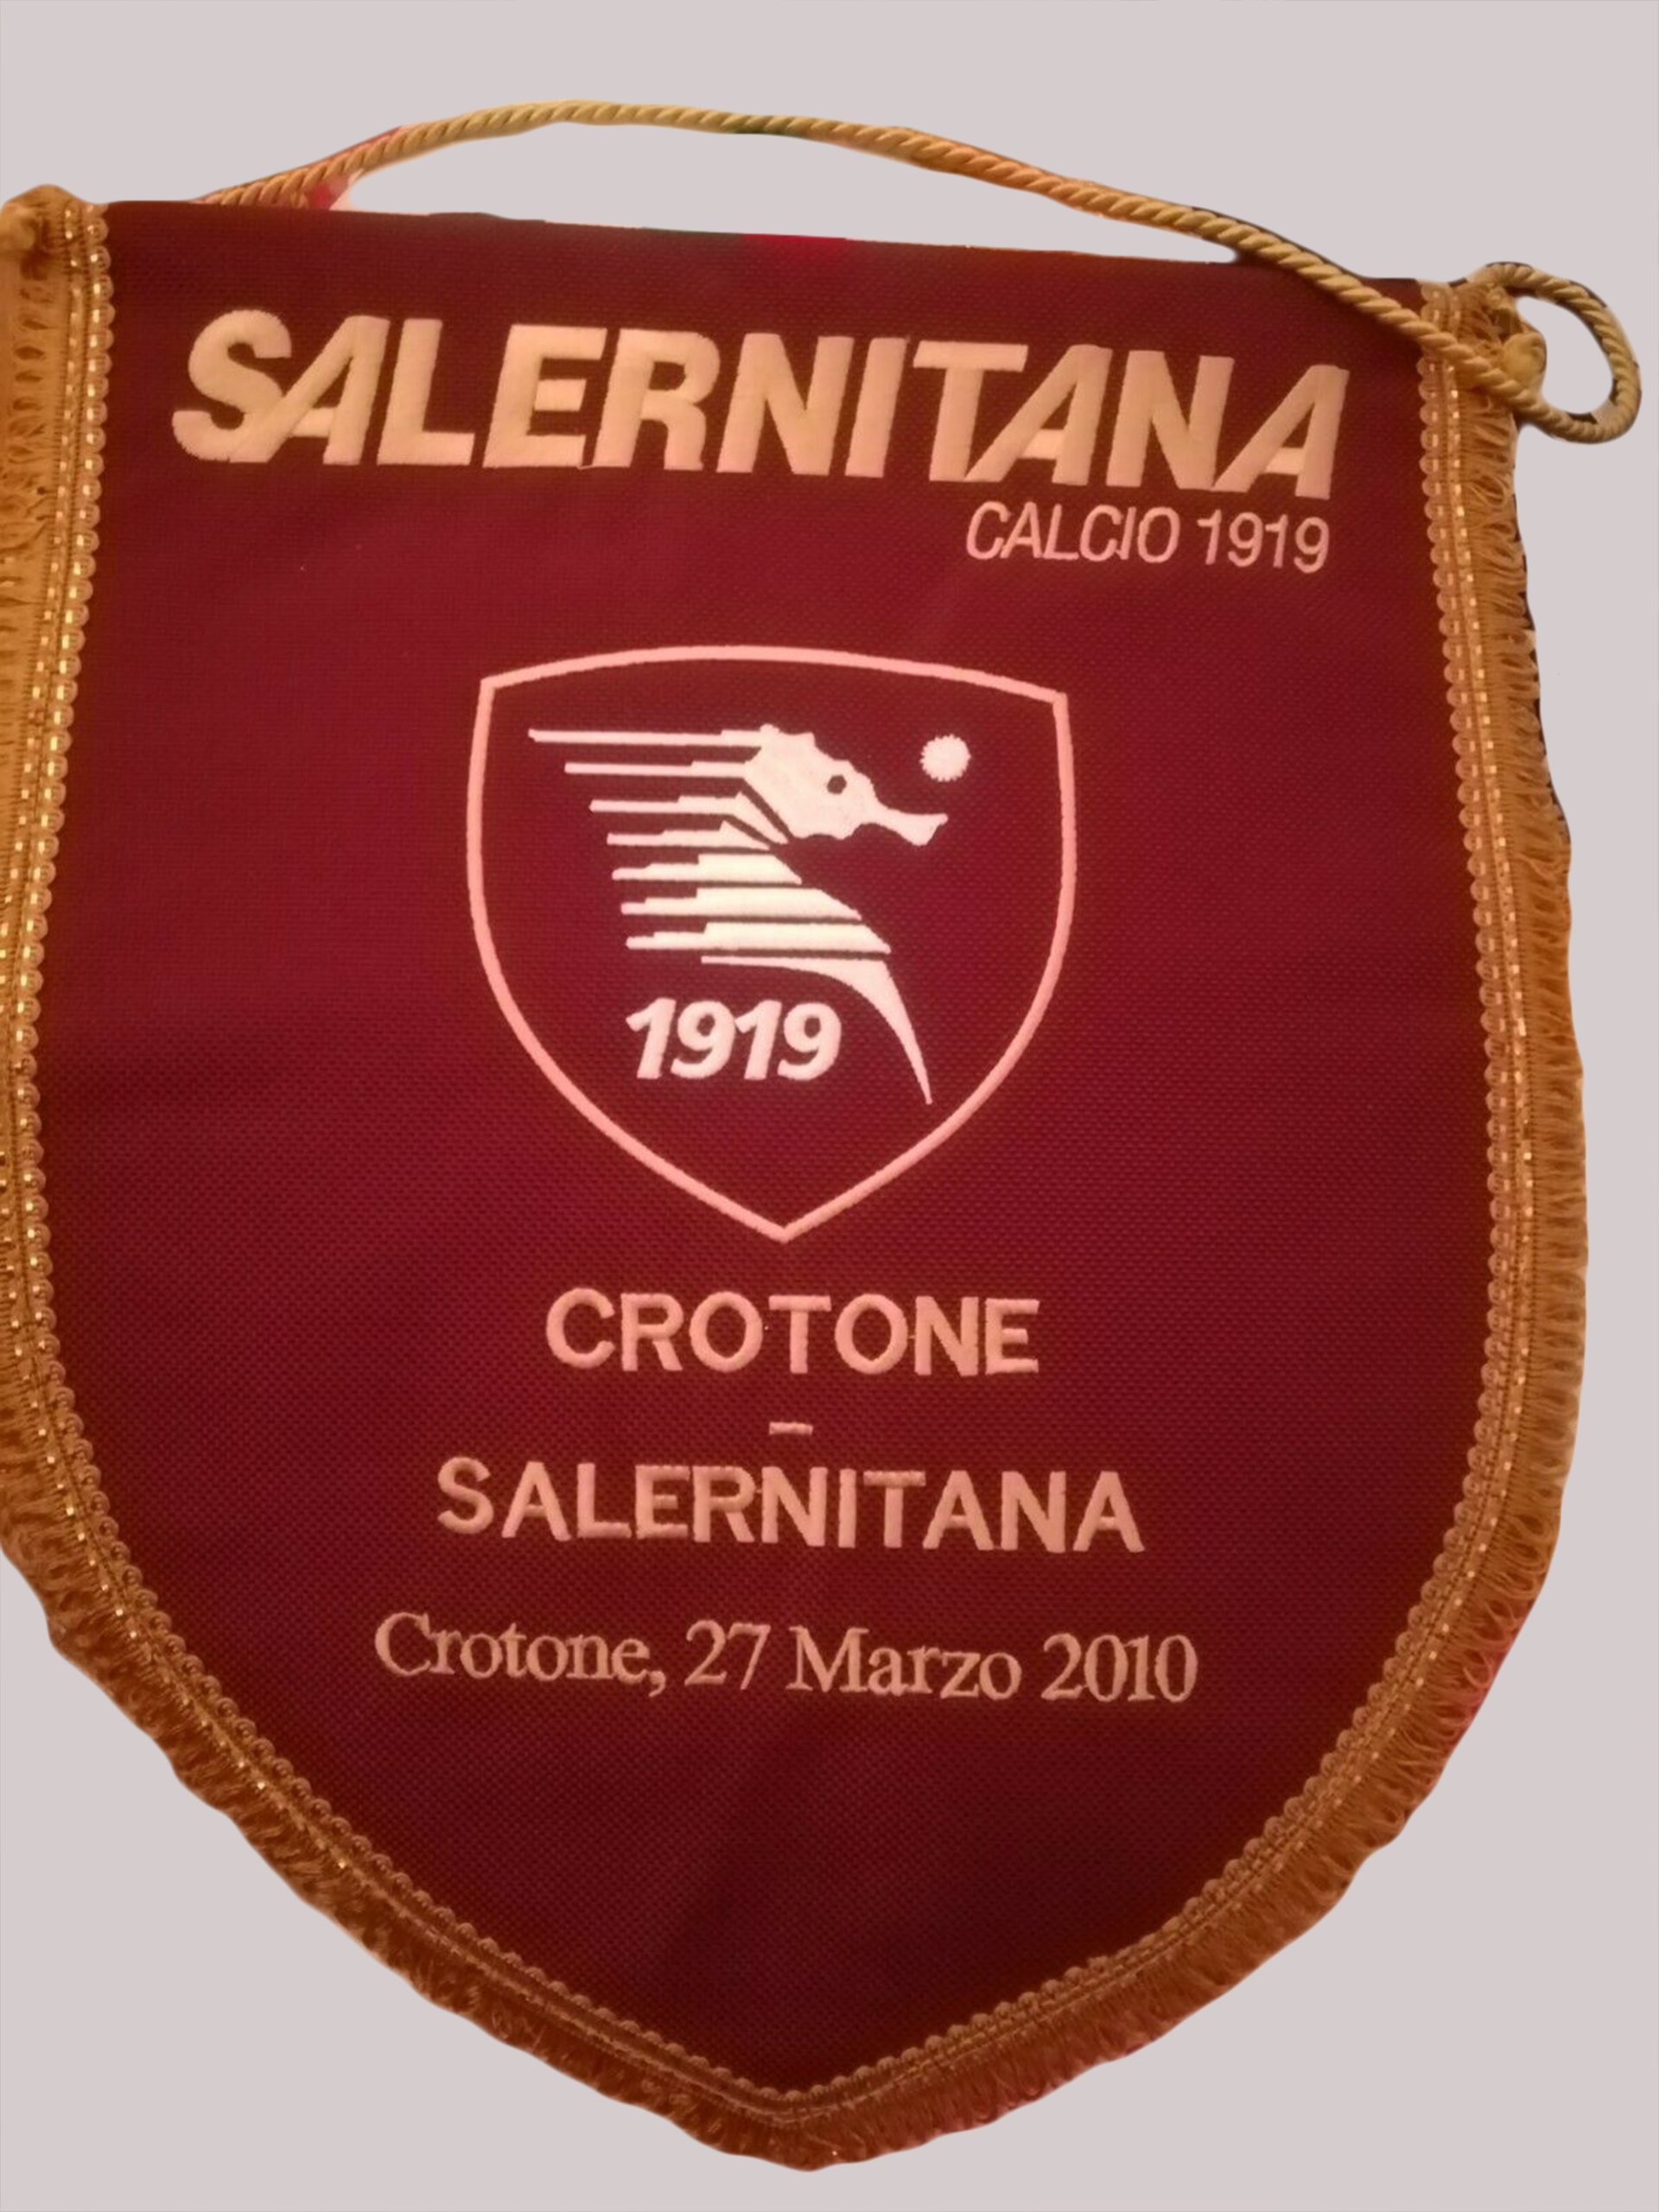 SALERNITANA
CALCIO 1919
1919
CROTONE
-
SALERNITANA
Crotone, 27 Marzo 2010